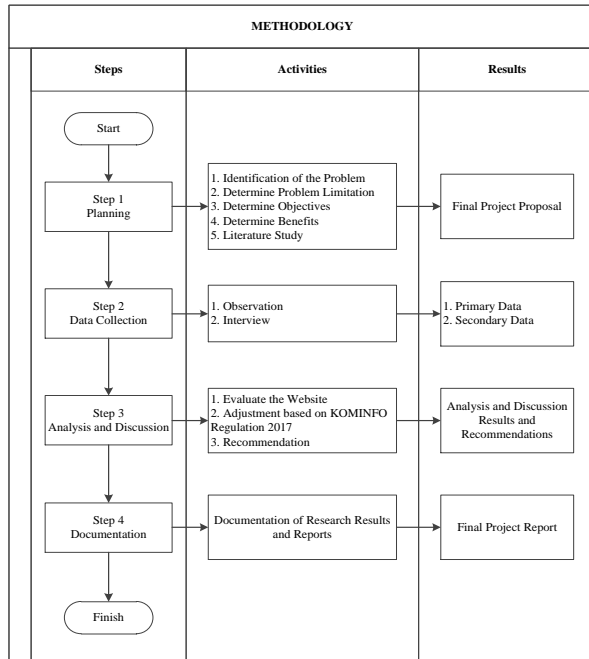 METHODOLOGY
Steps
Activities
Results
Start
Step 1
Planning
1. Identification of the Problem
2. Determine Problem Limitation
3. Determine Objectives
4. Determine Benefits
5. Literature Study
Final Project Proposal
Step 2
Data Collection
1. Observation
2. Interview
1. Primary Data
2. Secondary Data
Step 3
Analysis and Discussion
1. Evaluate the Website
2. Adjustment based on KOMINFO
Regulation 2017
3. Recommendation
Analysis and Discussion
Results and
Recommendations
Step 4
Documentation
Documentation of Research Results
and Reports
Final Project Report
Finish